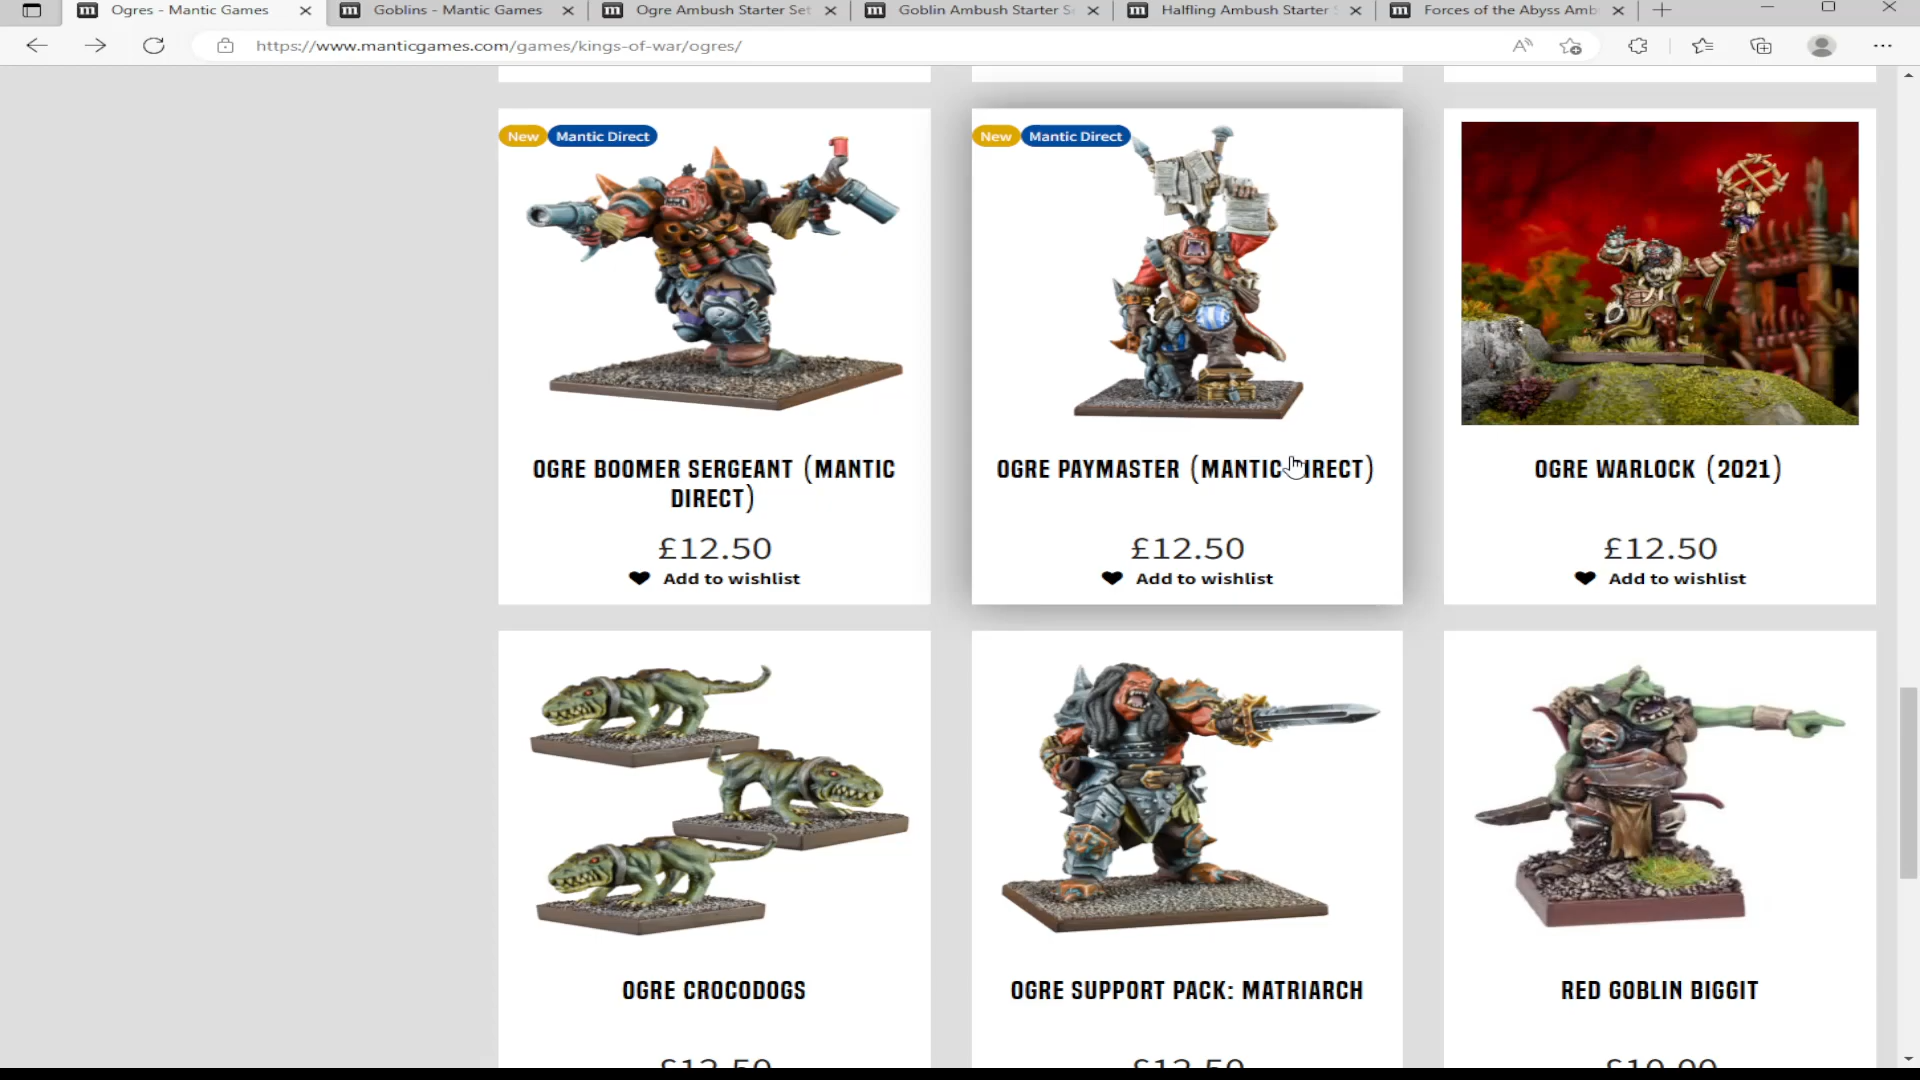 Ogres - Mantic Games
Goblins - Mantic Games
Ogre Ambush Starter Set
Goblin Ambush Starter S
Halfling Ambush Starter
Forces of the Abyss Amb
https://www.manticgames.com/games/kings-of-war/ogres/
New Mantic Direct
New Mantic Direct
OGRE BOOMER SERGEANT (MANTIC
DIRECT)
£12.50
Add to wishlist
OGRE PAYMASTER (MANTIC DIRECT)
£12.50
Add to wishlist
OGRE WARLOCK (2021)
£12.50
Add to wishlist
OGRE CROCODOGS
OGRE SUPPORT PACK: MATRIARCH
RED GOBLIN BIGGIT